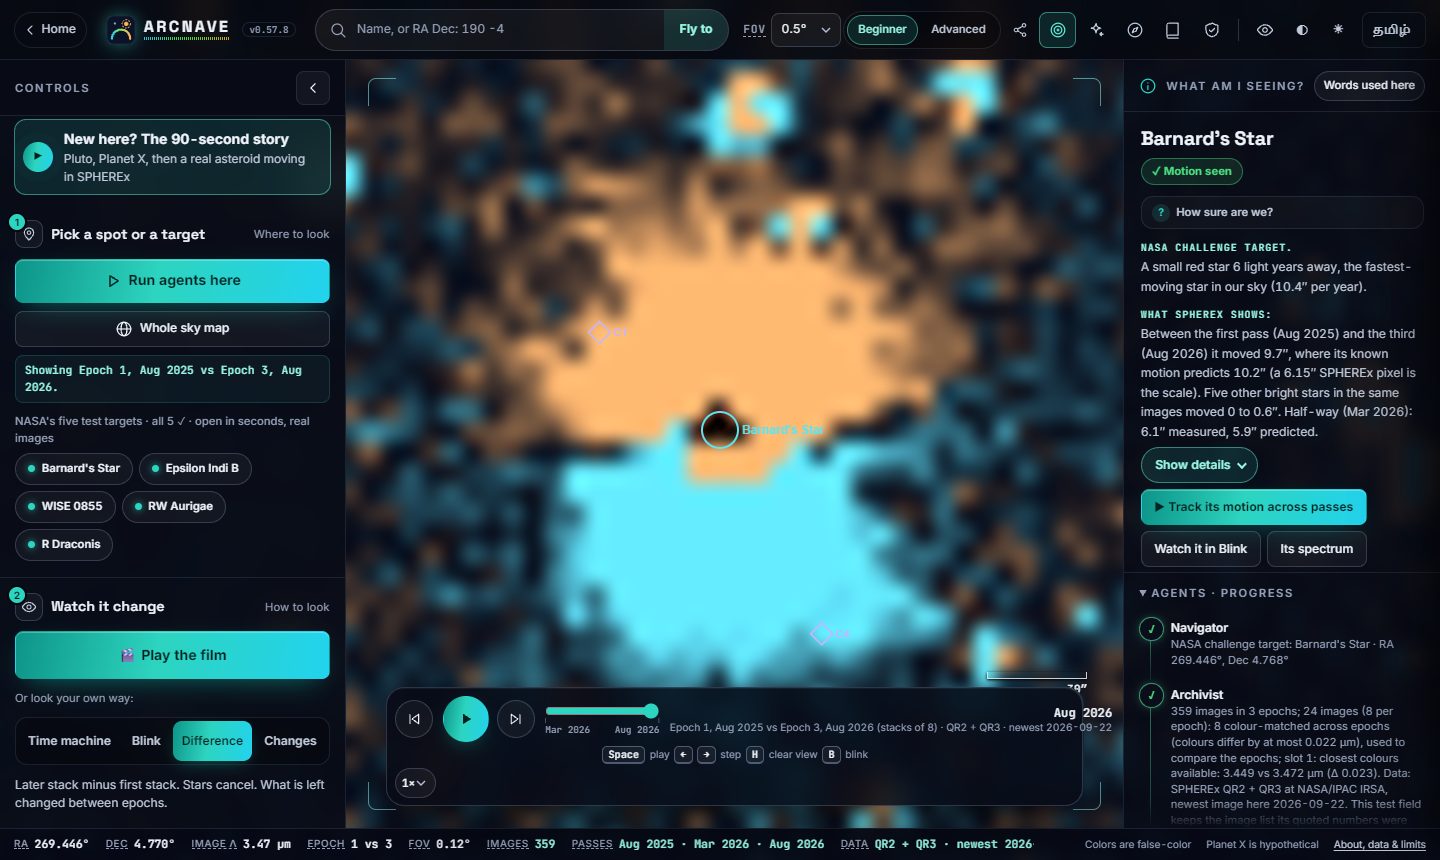 Home
ARCNAVE
v0.57.8
Name, or RA Dec: 190 -4
Fly to
FOV
0.5°
Beginner
Advanced
தமிழ்
CONTROLS
New here? The 90-second story
Pluto, Planet X, then a real asteroid moving
in SPHEREx
1
Pick a spot or a target
Where to look
Run agents here
Whole sky map
Showing Epoch 1, Aug 2025 vs Epoch 3, Aug
2026.
NASA's five test targets · all 5 ✓ · open in seconds, real
images
Barnard's Star
Epsilon Indi B
WISE 0855
RW Aurigae
R Draconis
2
Watch it change
How to look
Play the film
Or look your own way:
Time machine
Blink
Difference
Changes
Later stack minus first stack. Stars cancel. What is left
changed between epochs.
Barnard's Star
Mar 2026
Aug 2026
Aug 2026
Epoch 1, Aug 2025 vs Epoch 3, Aug 2026 (stacks of 8) · QR2 + QR3 · newest 2026-09-22
Space play ← → step H clear view B blink
1×
WHAT AM I SEEING?
Words used here
Barnard's Star
✓ Motion seen
? How sure are we?
NASA CHALLENGE TARGET.
A small red star 6 light years away, the fastest-
moving star in our sky (10.4″ per year).
WHAT SPHEREX SHOWS:
Between the first pass (Aug 2025) and the third
(Aug 2026) it moved 9.7″, where its known
motion predicts 10.2″ (a 6.15″ SPHEREx pixel is
the scale). Five other bright stars in the same
images moved 0 to 0.6″. Half-way (Mar 2026):
6.1″ measured, 5.9″ predicted.
Show details
▶ Track its motion across passes
Watch it in Blink
Its spectrum
▼ AGENTS · PROGRESS
✓ Navigator
NASA challenge target: Barnard's Star · RA
269.446°, Dec 4.768°
✓ Archivist
359 images in 3 epochs; 24 images (8 per
epoch): 8 colour-matched across epochs
(colours differ by at most 0.022 µm), used to
compare the epochs; slot 1: closest colours
available: 3.449 vs 3.472 µm (Δ 0.023). Data:
SPHEREx QR2 + QR3 at NASA/IPAC IRSA,
newest image here 2026-09-22. This test field
keeps the image list its quoted numbers were
RA 269.446° DEC 4.770° IMAGE Λ 3.47 µm EPOCH 1 vs 3 FOV 0.12° IMAGES 359 PASSES Aug 2025 · Mar 2026 · Aug 2026 DATA QR2 + QR3 · newest 2026
Colors are false-color
Planet X is hypothetical
About, data & limits